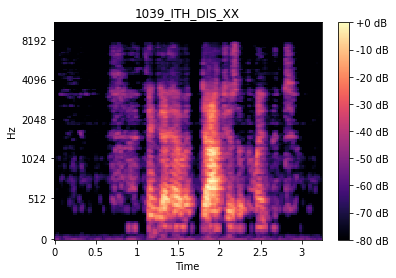 1039_ITH_DIS_XX
+0 dB
8192
-10 dB
4096
-20 dB
-30 dB
2048
Hz
-40 dB
1024
-50 dB
512
-60 dB
-70 dB
0
-80 dB
0 0.5 1 1.5 2 2.5 3
Time